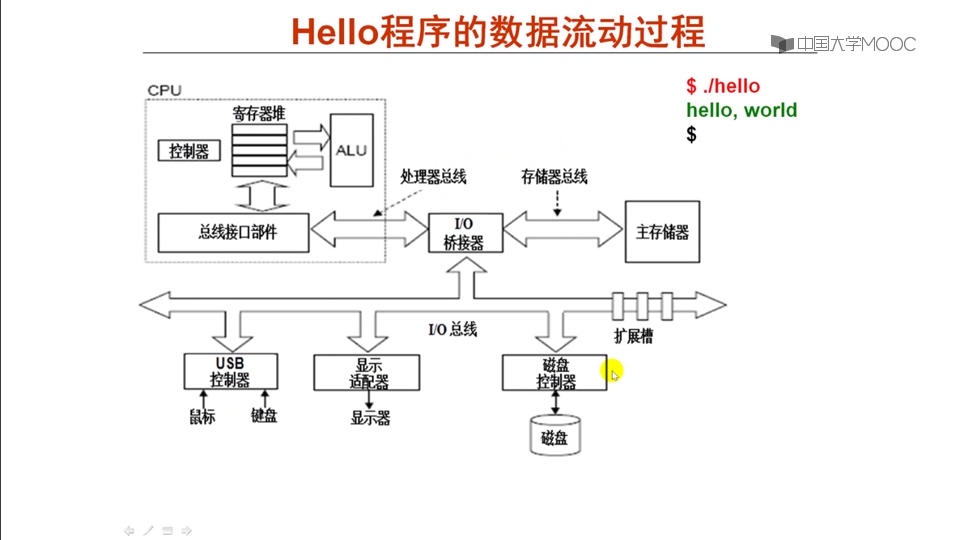 Hello程序的数据流动过程
中国大学MOOC
$ ./hello
hello, world
$
CPU
寄存器堆
控制器
ALU
处理器总线
存储器总线
总线接口部件
I/O
桥接器
主存储器
I/O 总线
扩展槽
USB
控制器
显示
适配器
磁盘
控制器
鼠标
键盘
显示器
磁盘